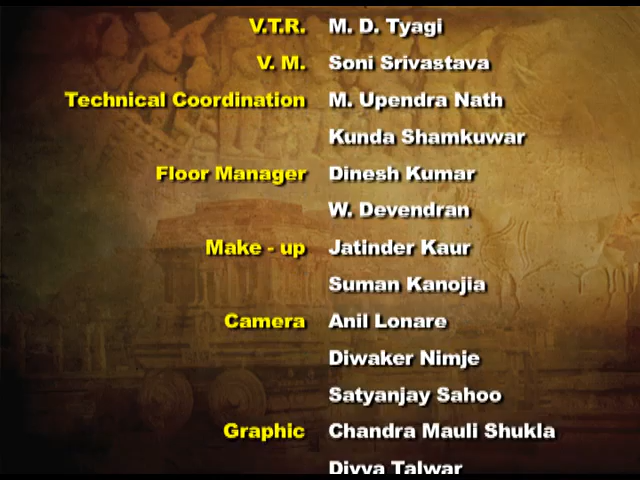 V.T.R. M. D. Tyagi
V. M. Soni Srivastava
Technical Coordination M. Upendra Nath
Kunda Shamkuwar
Floor Manager Dinesh Kumar
W. Devendran
Make - up Jatinder Kaur
Suman Kanojia
Camera Anil Lonare
Diwaker Nimje
Satyanjay Sahoo
Graphic Chandra Mauli Shukla
Divya Talwar